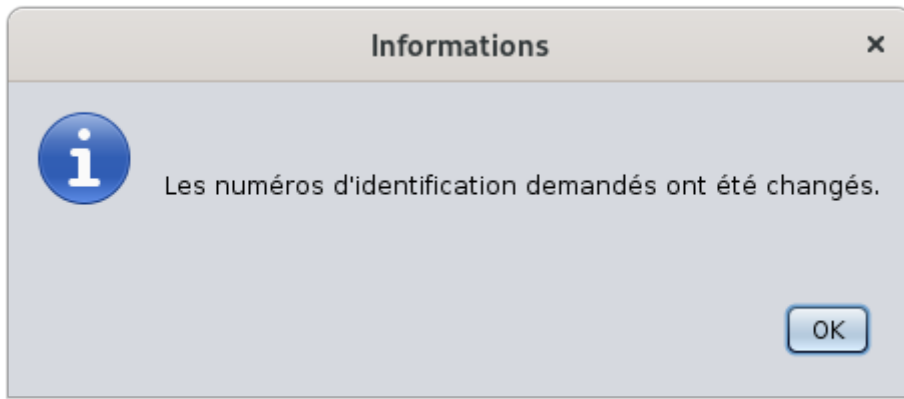 Informations
Les numéros d'identification demandés ont été changés.
OK